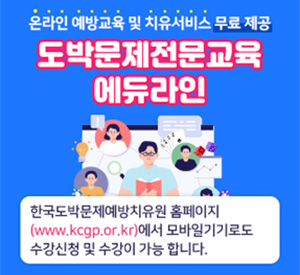 온라인 예방교육 및 치유서비스 무료 제공
도박문제전문교육
에듀라인
한국도박문제예방치유원 홈페이지
(www.kcgp.or.kr)에서 모바일기기로도
수강신청 및 수강이 가능 합니다.